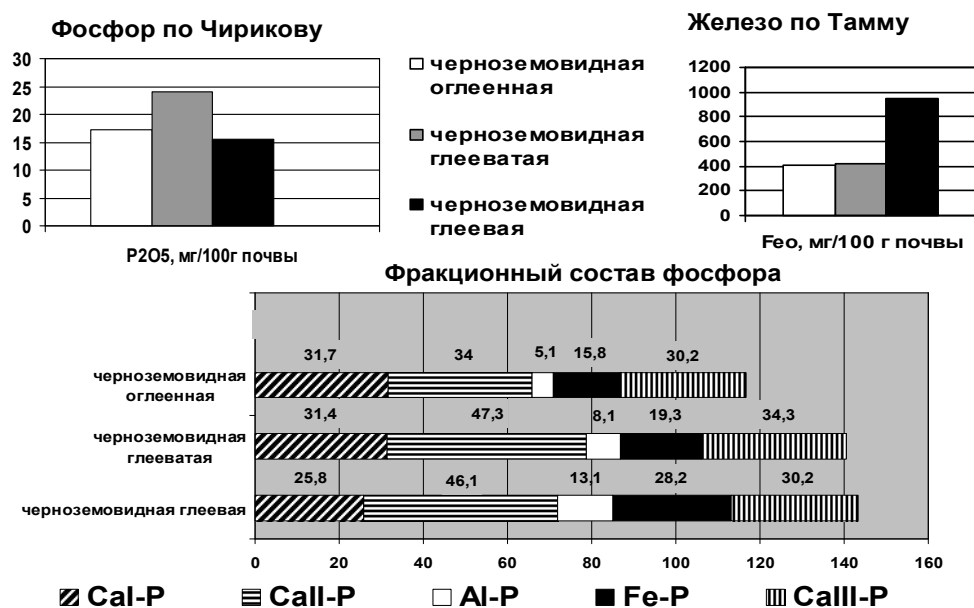 Фосфор по Чирикову
30
25
20
15
10
5
0
P2O5, мг/100г почвы
черноземовидная
оглеенная
черноземовидная
глееватая
черноземовидная
глеевая
Железо по Тамму
1200
1000
800
600
400
200
0
Feo, мг/100 г почвы
Фракционный состав фосфора
черноземовидная
оглеенная
31,7 34 5,1 15,8 30,2
черноземовидная
глееватая
31,4 47,3 8,1 19,3 34,3
черноземовидная глеевая
25,8 46,1 13,1 28,2 30,2
0 20 40 60 80 100 120 140 160
CaI-P CaII-P Al-P Fe-P CaIII-P